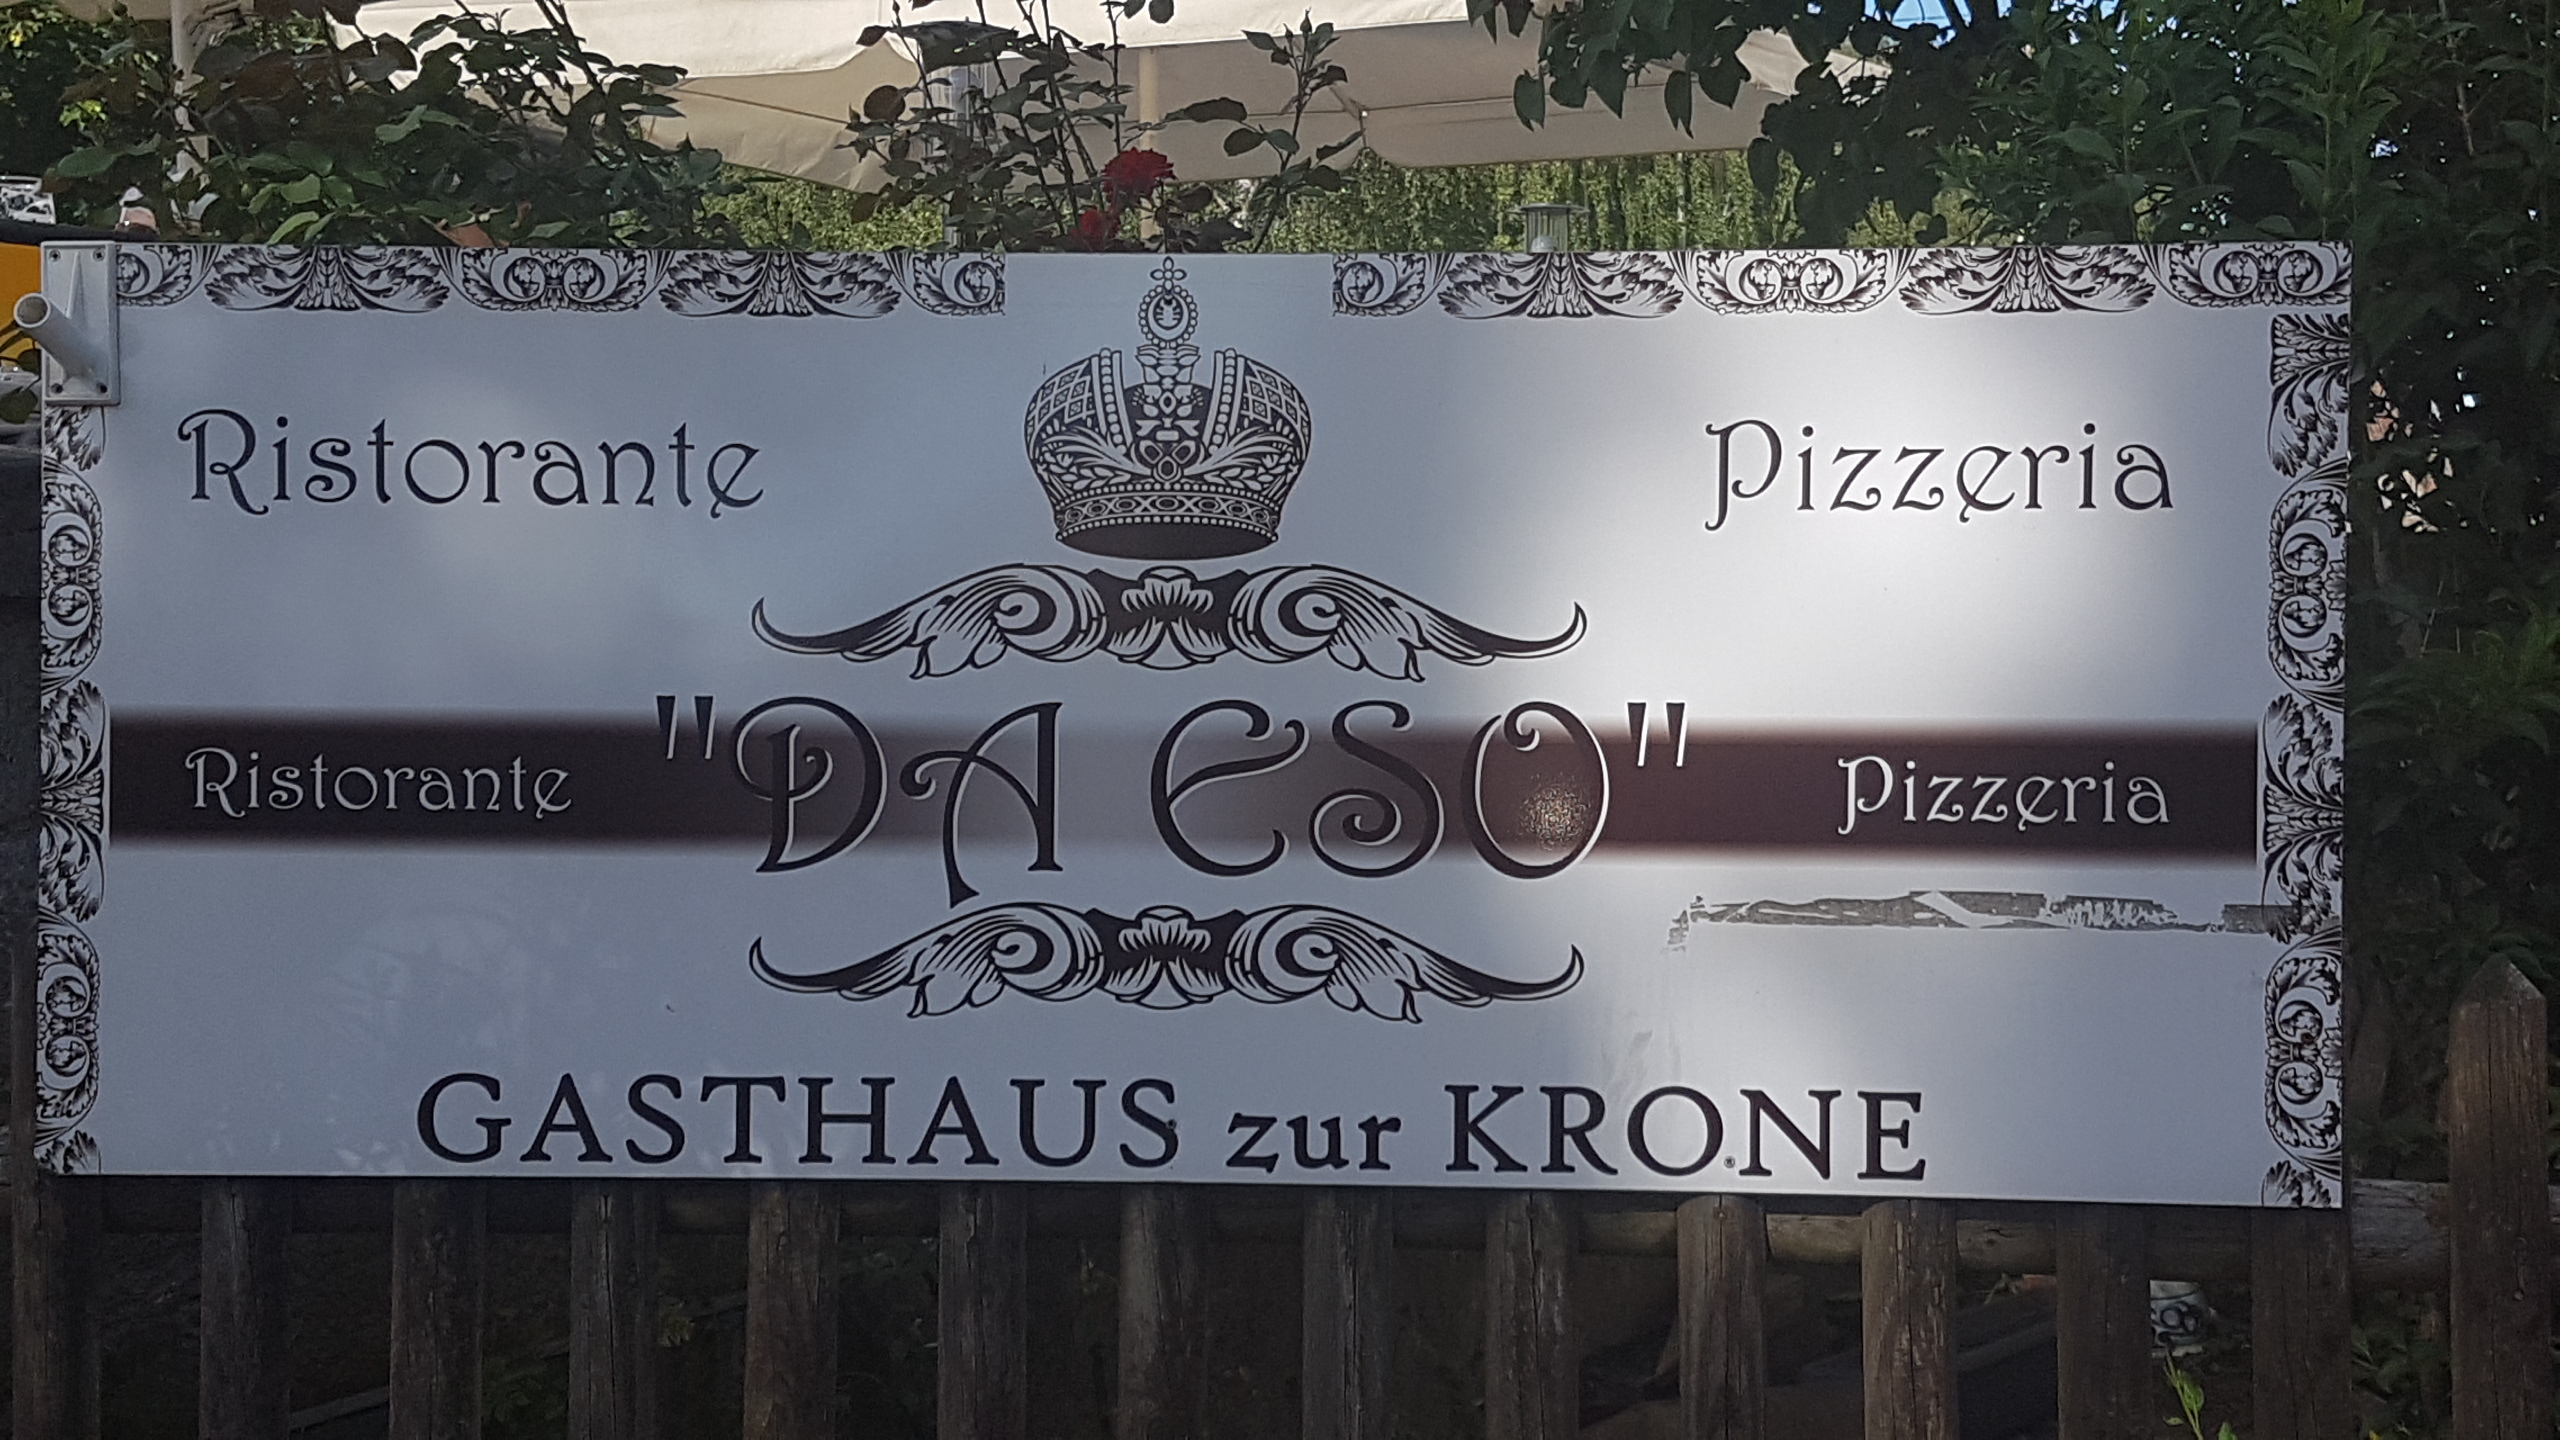 Ristorante Pizzeria
Ristorante "DA ESO" Pizzeria
GASTHAUS zur KRONE